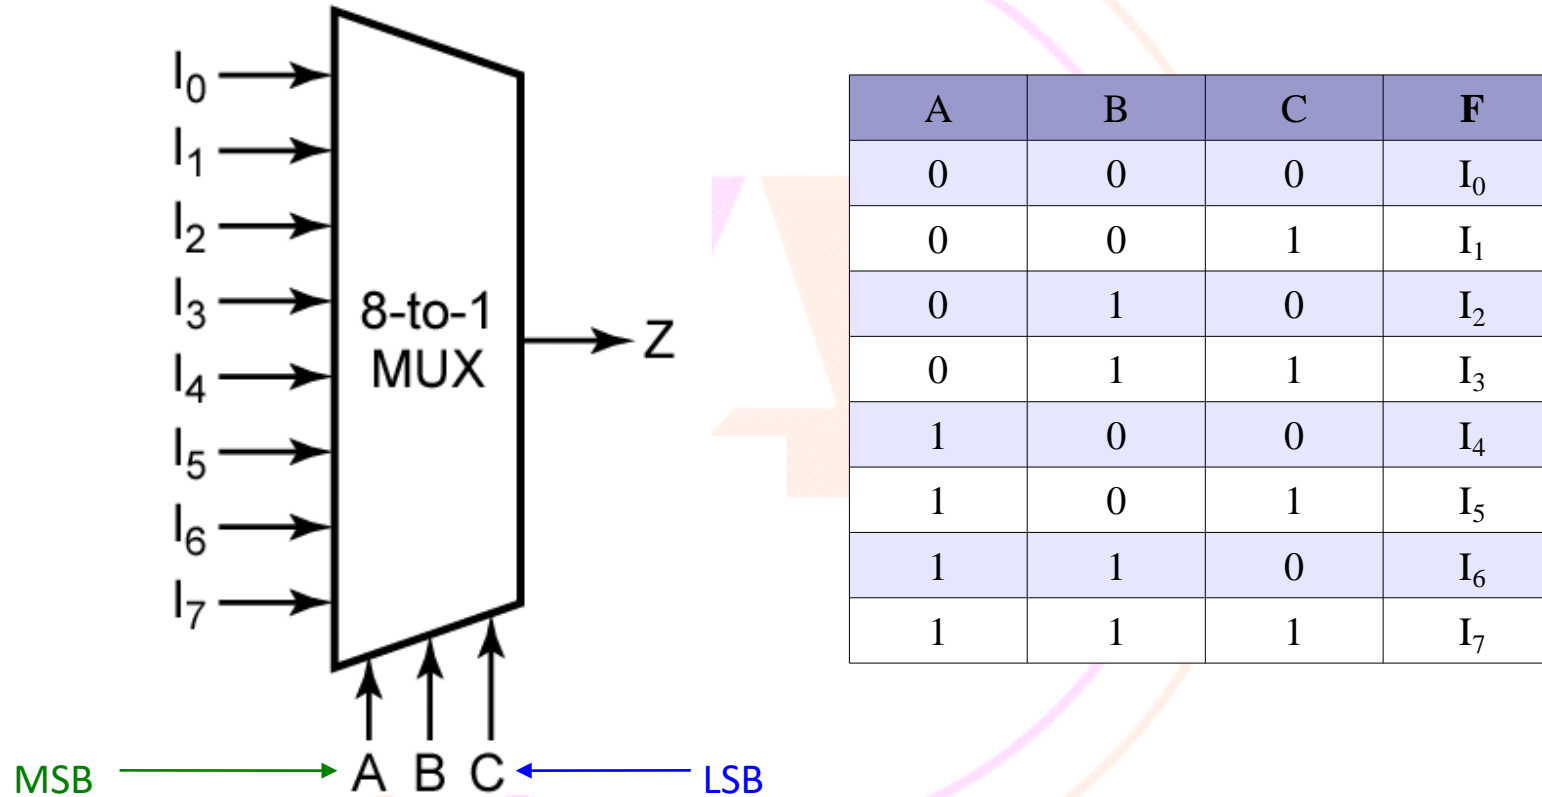 I0
I1
I2
I3
I4
I5
I6
I7
8-to-1
MUX
Z
MSB
A B C
LSB
A B C F
0 0 0 I0
0 0 1 I1
0 1 0 I2
0 1 1 I3
1 0 0 I4
1 0 1 I5
1 1 0 I6
1 1 1 I7